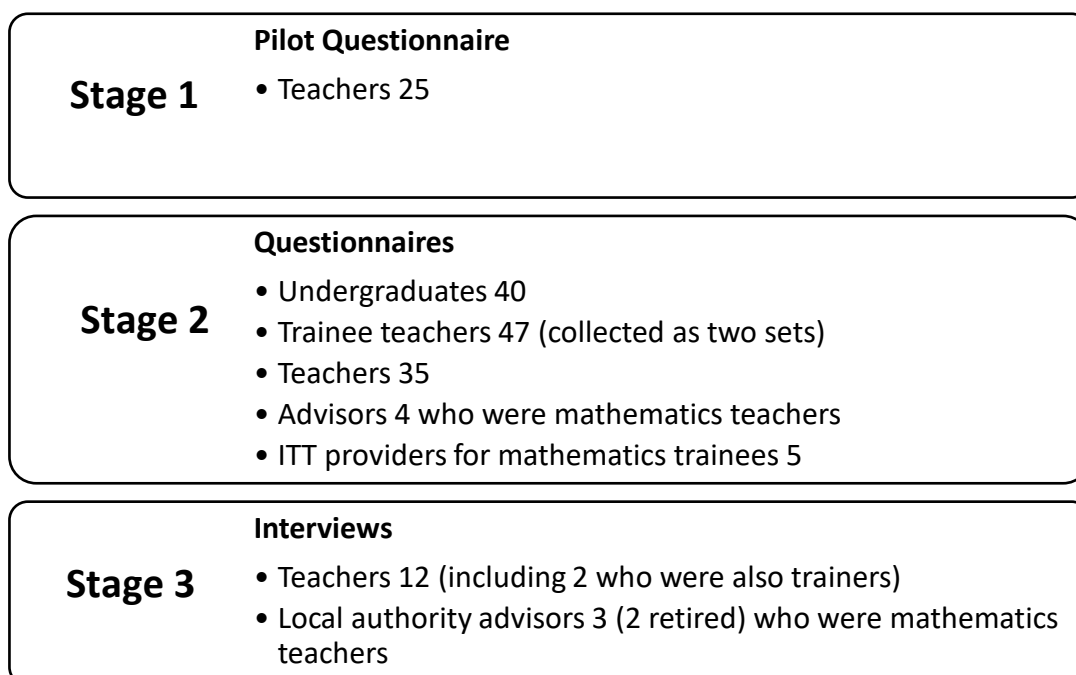 Pilot Questionnaire
Stage 1
• Teachers 25
Questionnaires
Stage 2
• Undergraduates 40
• Trainee teachers 47 (collected as two sets)
• Teachers 35
• Advisors 4 who were mathematics teachers
• ITT providers for mathematics trainees 5
Interviews
Stage 3
• Teachers 12 (including 2 who were also trainers)
• Local authority advisors 3 (2 retired) who were mathematics
teachers